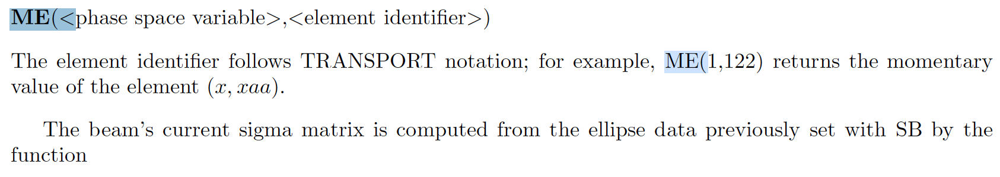 ME(<phase space variable>,<element identifier>)
The element identifier follows TRANSPORT notation; for example, ME(1,122) returns the momentary
value of the element (x, xaa).
The beam's current sigma matrix is computed from the ellipse data previously set with SB by the
function